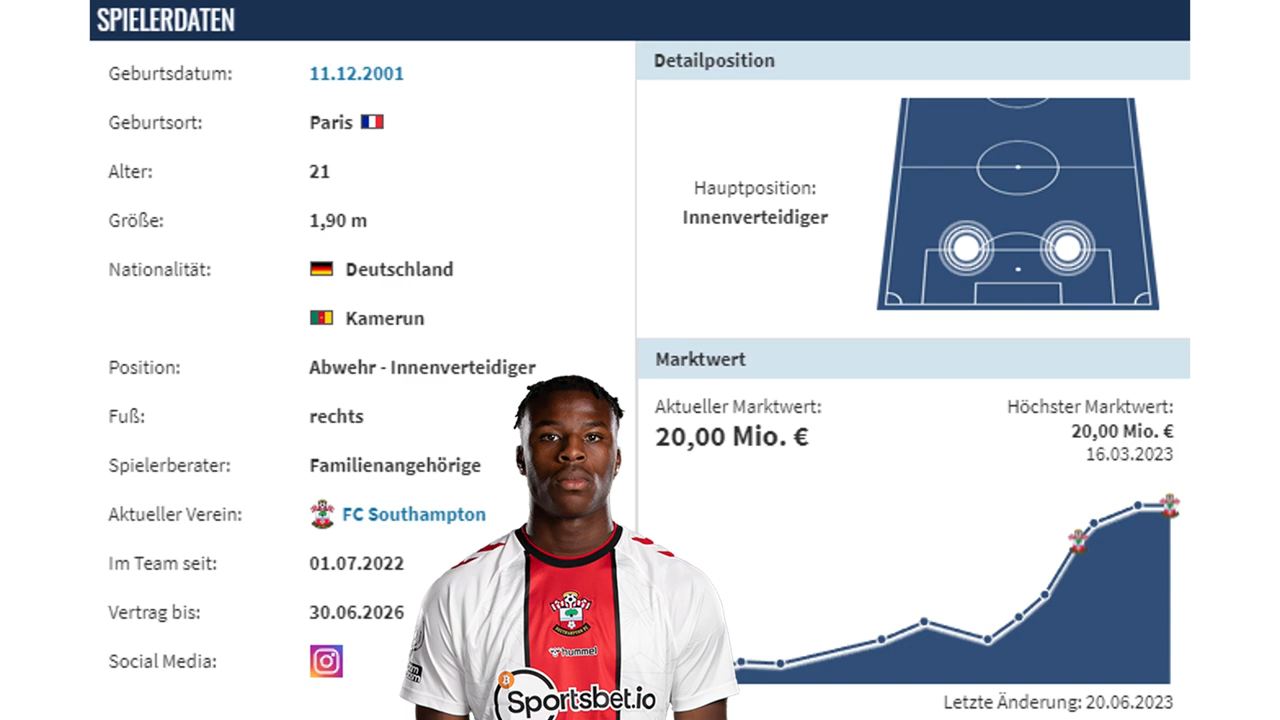 SPIELERDATEN
Geburtsdatum: 11.12.2001
Geburtsort: Paris
Alter: 21
Größe: 1,90 m
Nationalität: Deutschland
Kamerun
Position: Abwehr - Innenverteidiger
Fuß: rechts
Spielerberater: Familienangehörige
Aktueller Verein: FC Southampton
Im Team seit: 01.07.2022
Vertrag bis: 30.06.2026
Social Media:
Detailposition
Hauptposition:
Innenverteidiger
Marktwert
Aktueller Marktwert:
20,00 Mio. €
Höchster Marktwert:
20,00 Mio. €
16.03.2023
Letzte Änderung: 20.06.2023
hummel
Sportsbet.io